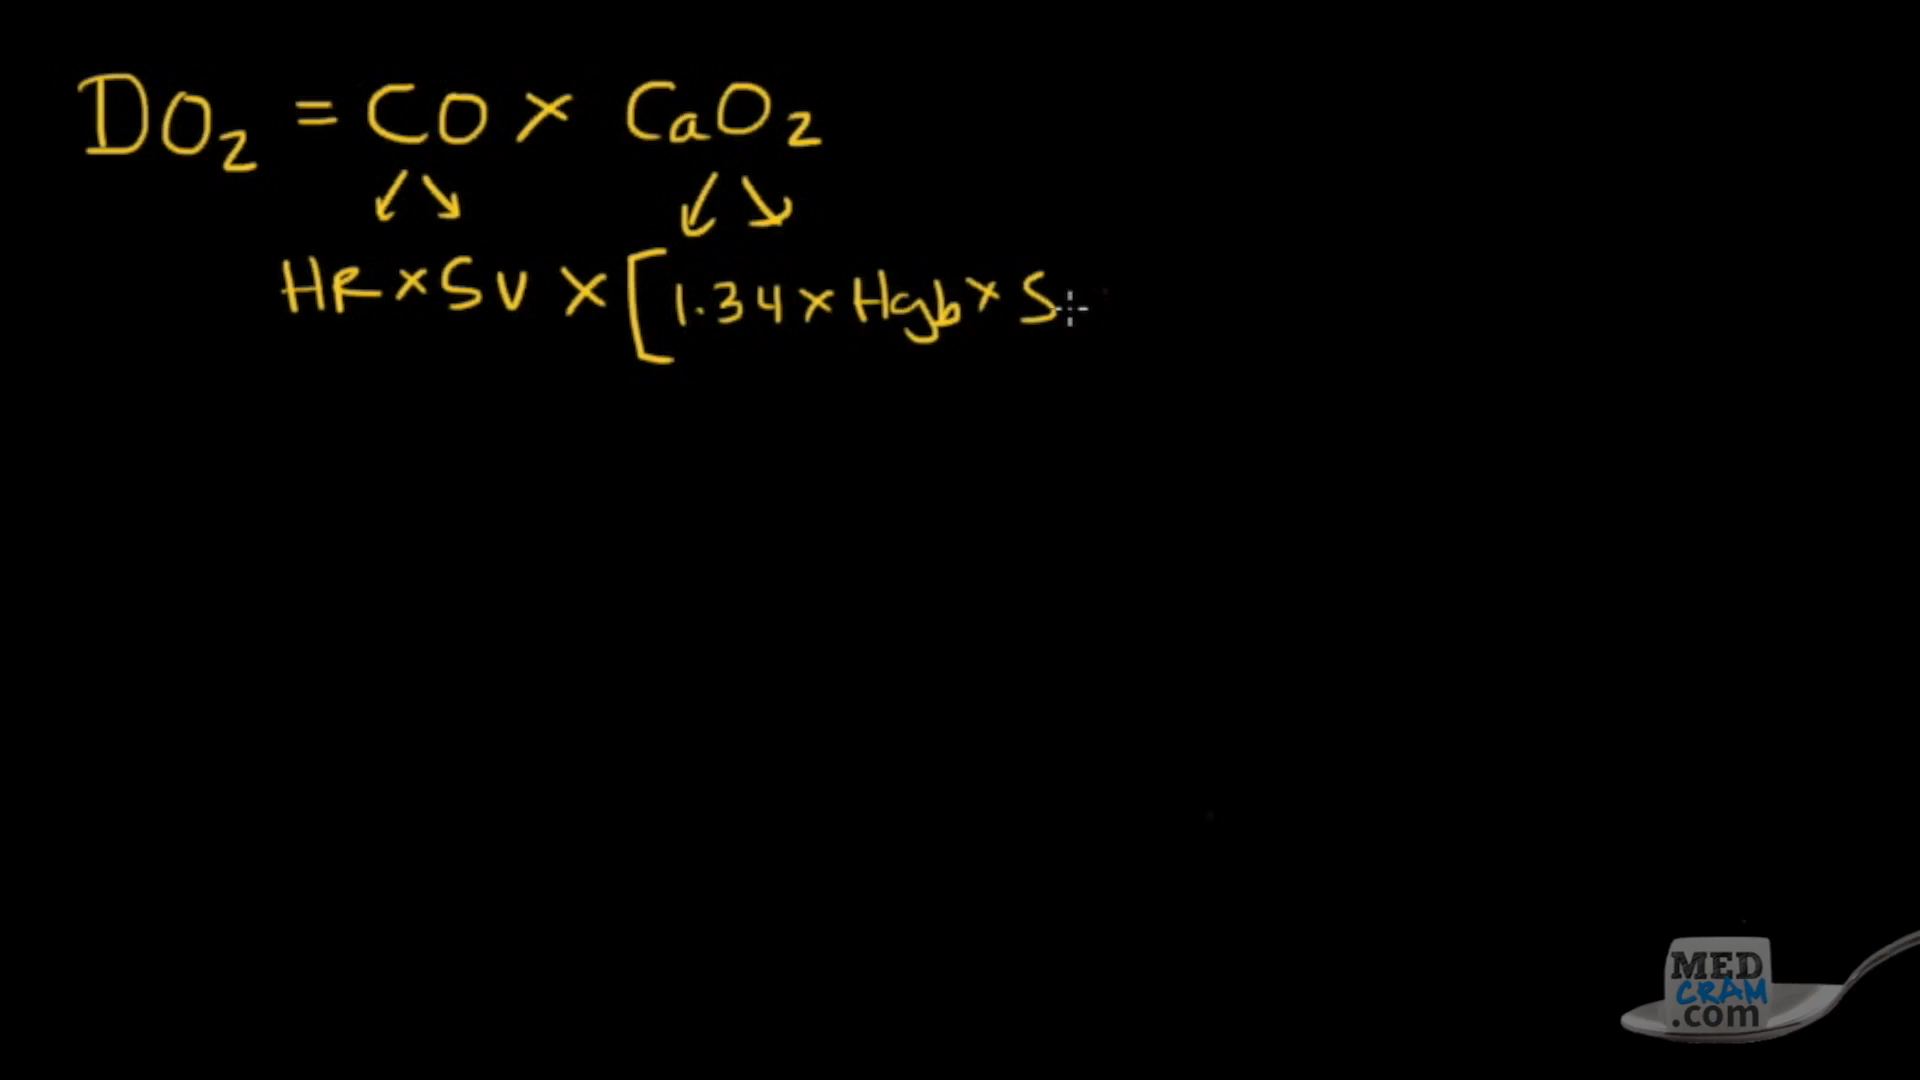 DO₂ = CO × CaO₂
HR × SV × [1.34 × Hgb × S
MED
CRAM
.com